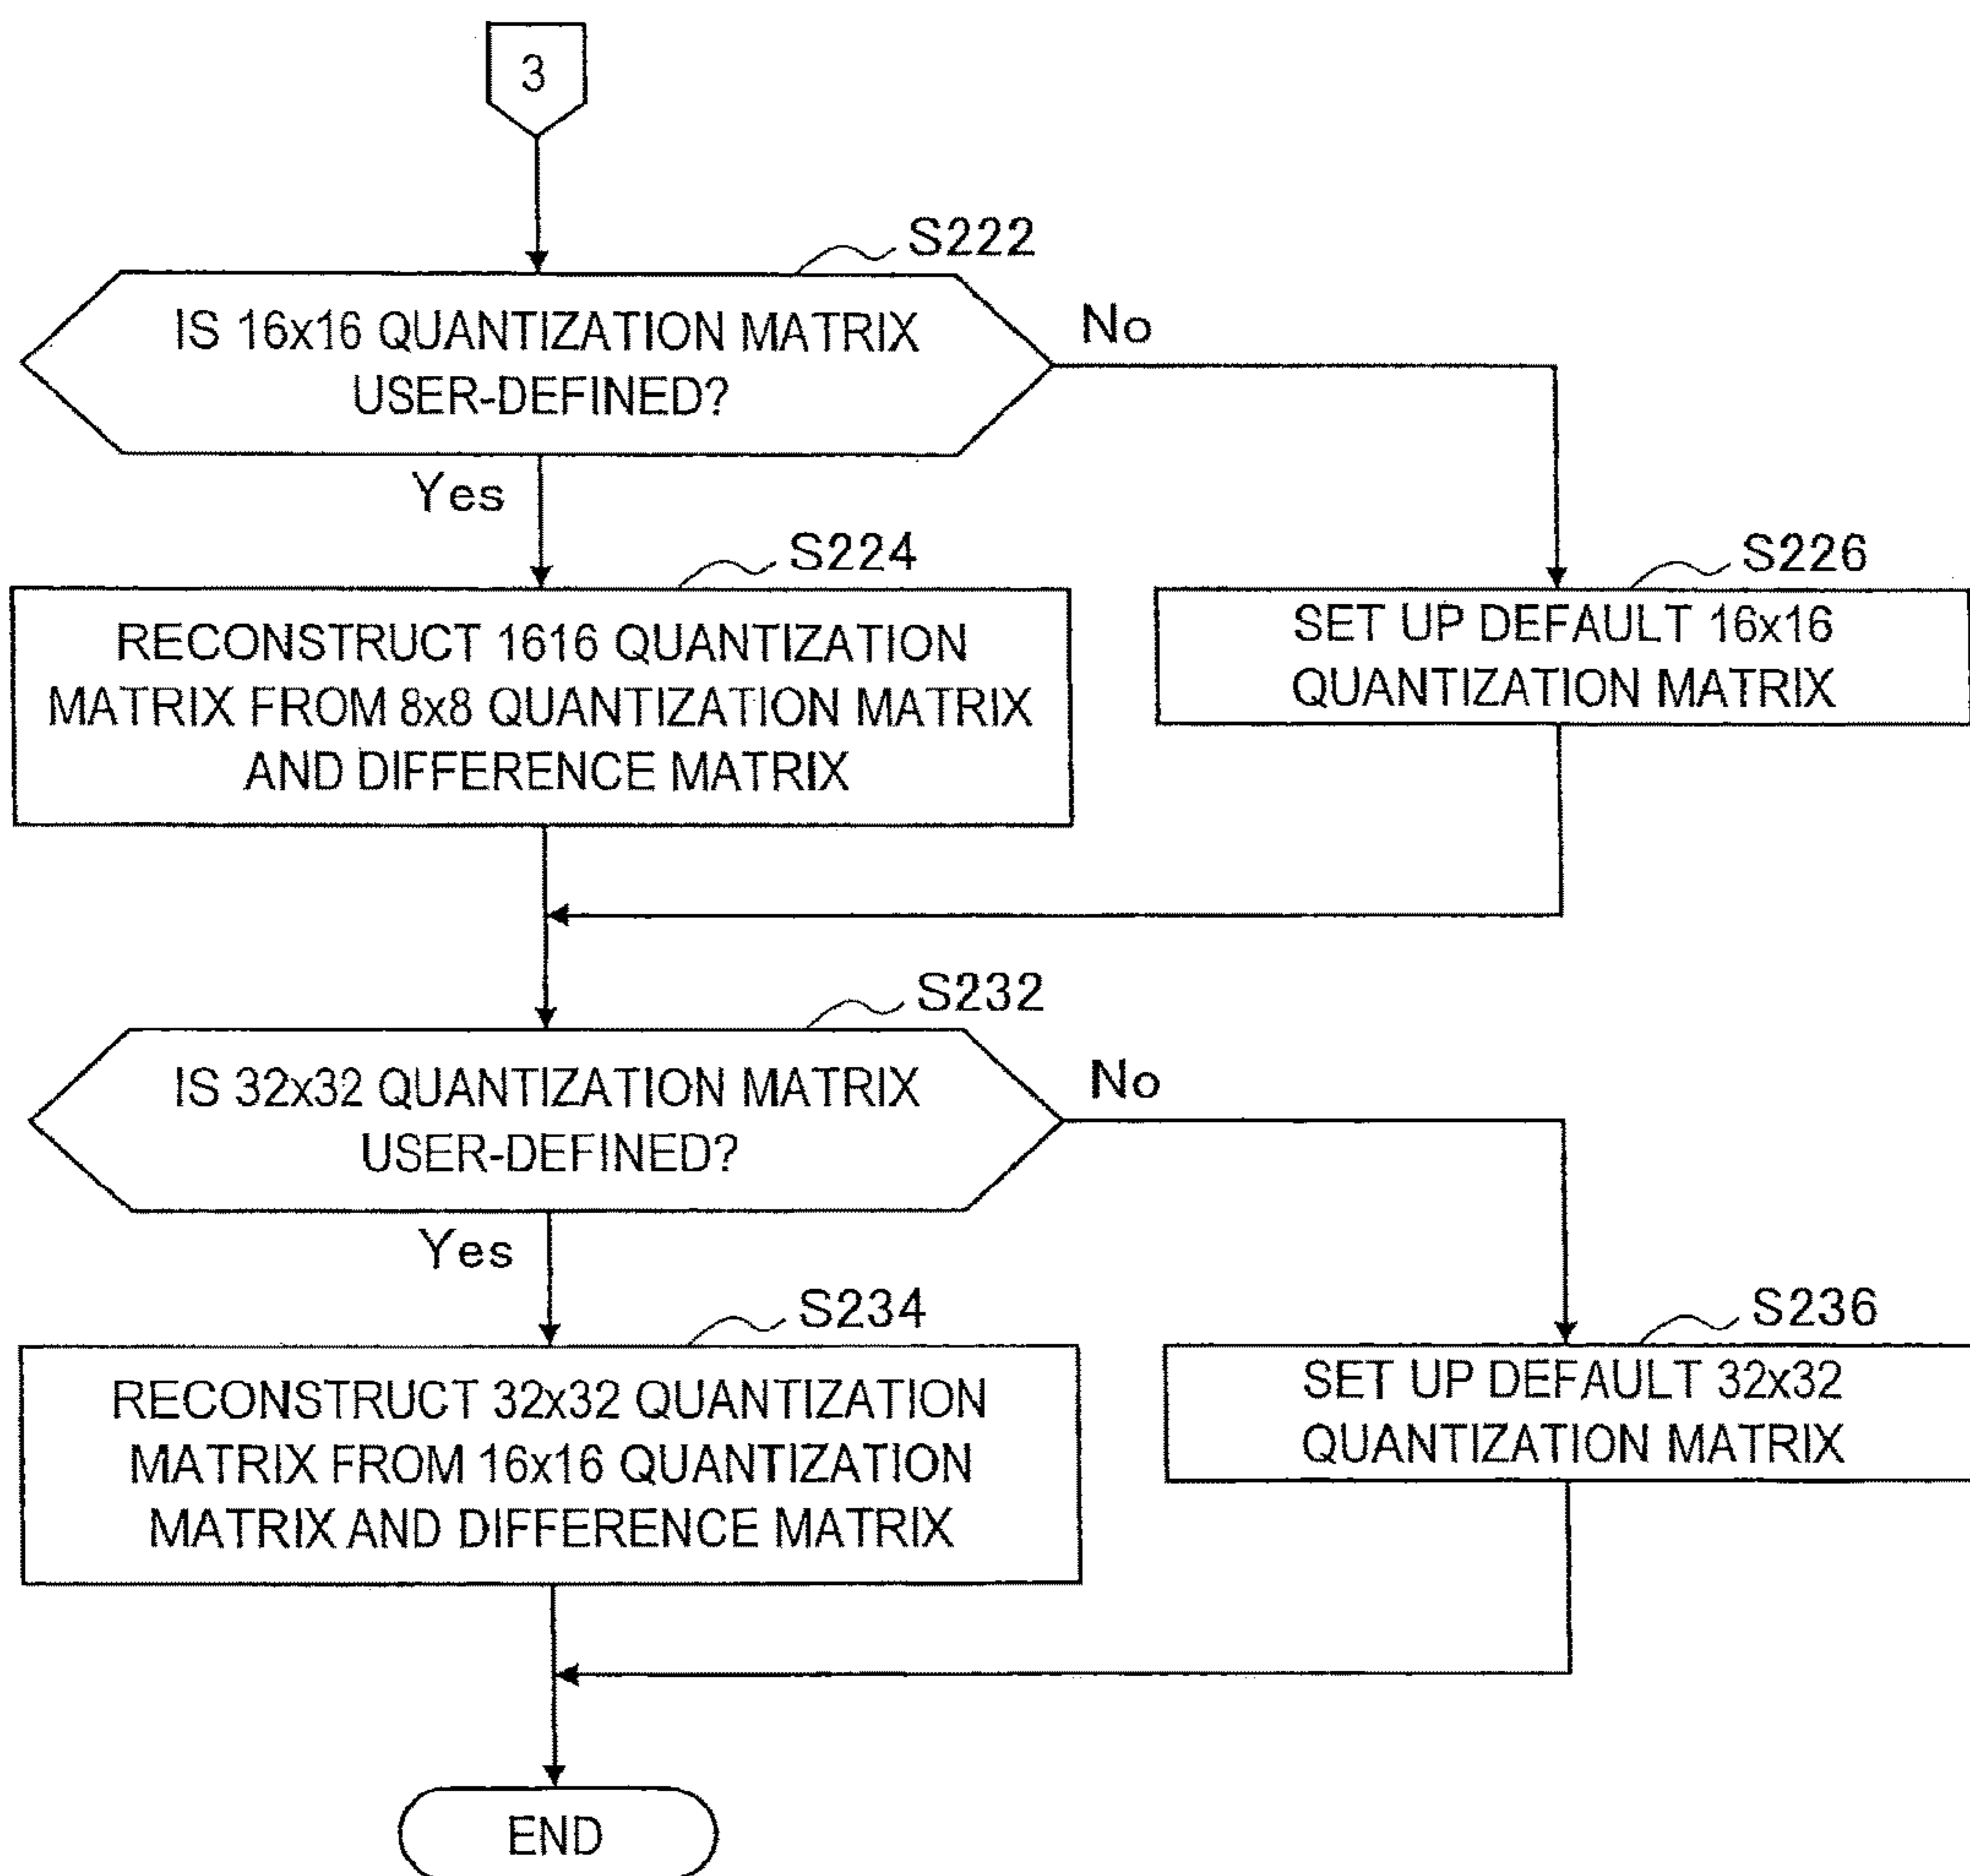 3
S222
IS 16x16 QUANTIZATION MATRIX
USER-DEFINED?
No
Yes
S224
RECONSTRUCT 1616 QUANTIZATION
MATRIX FROM 8x8 QUANTIZATION MATRIX
AND DIFFERENCE MATRIX
S226
SET UP DEFAULT 16x16
QUANTIZATION MATRIX
S232
IS 32x32 QUANTIZATION MATRIX
USER-DEFINED?
No
Yes
S234
RECONSTRUCT 32x32 QUANTIZATION
MATRIX FROM 16x16 QUANTIZATION
MATRIX AND DIFFERENCE MATRIX
S236
SET UP DEFAULT 32x32
QUANTIZATION MATRIX
END